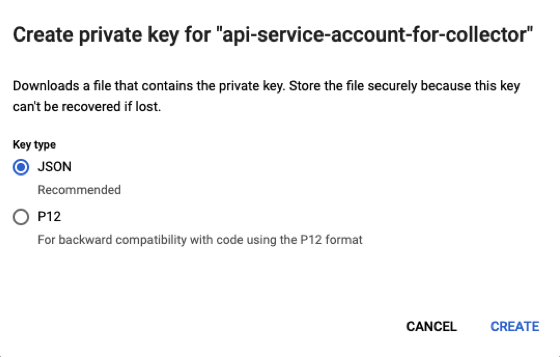 Create private key for "api-service-account-for-collector"
Downloads a file that contains the private key. Store the file securely because this key
can't be recovered if lost.
Key type
JSON
Recommended
P12
For backward compatibility with code using the P12 format
CANCEL CREATE